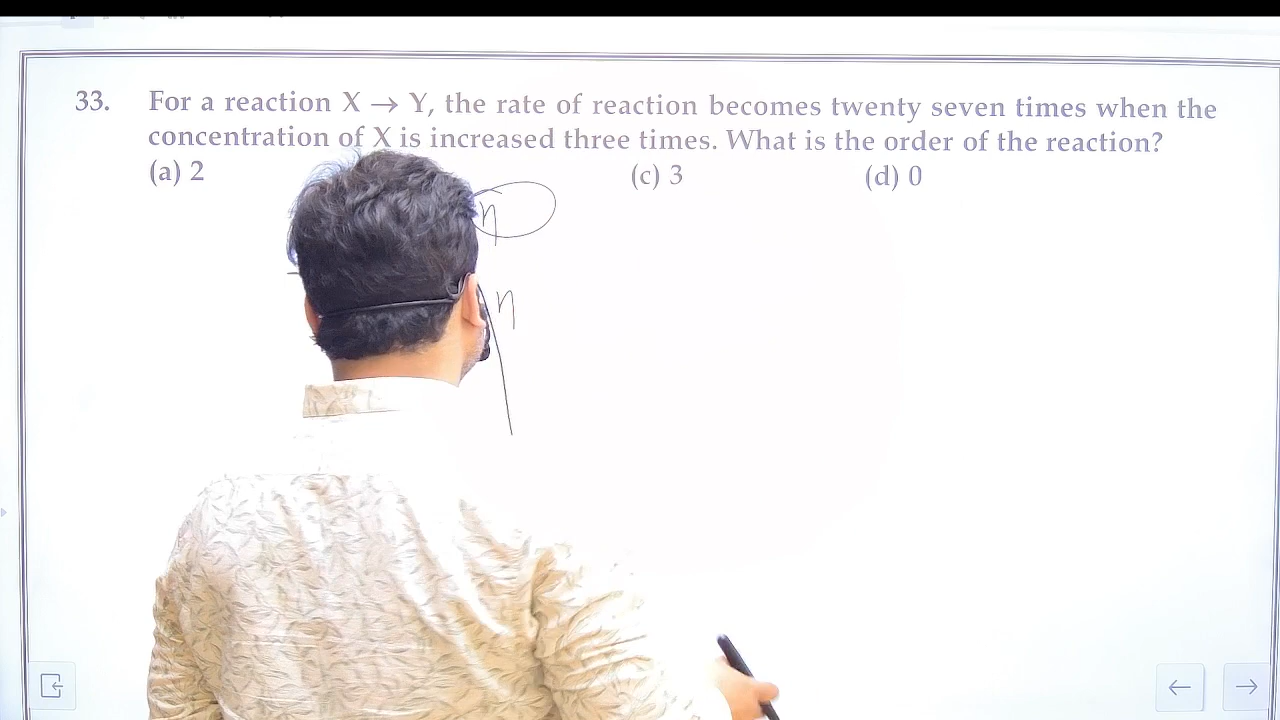 33. For a reaction X → Y, the rate of reaction becomes twenty seven times when the
concentration of X is increased three times. What is the order of the reaction?
(a) 2 (c) 3 (d) 0
η
η